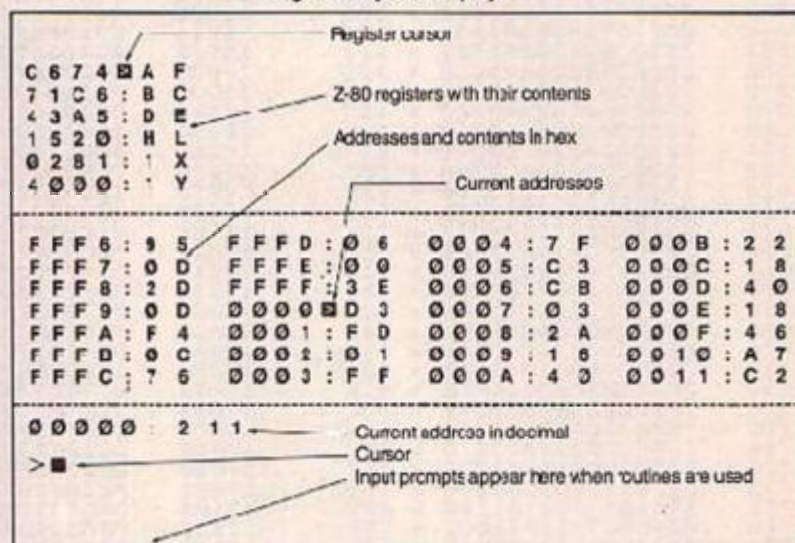 Register cursor
C 6 7 4 > A F
7 1 C 6 : B C
Z-80 registers with their contents
4 3 A 5 : D E
1 5 2 0 : H L
Addresses and contents in hex
0 2 8 1 : I X
4 0 0 0 : I Y
Current addresses
F F F 6 : 9 5 F F F D : 0 6 0 0 0 4 : 7 F 0 0 0 B : 2 2
F F F 7 : 0 D F F F E : 0 0 0 0 0 5 : C 3 0 0 0 C : 1 8
F F F 8 : 2 D F F F F : 3 E 0 0 0 6 : C B 0 0 0 D : 4 0
F F F 9 : 0 D 0 0 0 0 > D 3 0 0 0 7 : 0 3 0 0 0 E : 1 8
F F F A : F 4 0 0 0 1 : F D 0 0 0 8 : 2 A 0 0 0 F : 4 6
F F F B : 0 C 0 0 0 2 : 0 1 0 0 0 9 : 1 6 0 0 1 0 : A 7
F F F C : 7 6 0 0 0 3 : F F 0 0 0 A : 4 0 0 0 1 1 : C 2
0 0 0 0 0 : 2 1 1 Current address in decimal
> Cursor
Input prompts appear here when routines are used